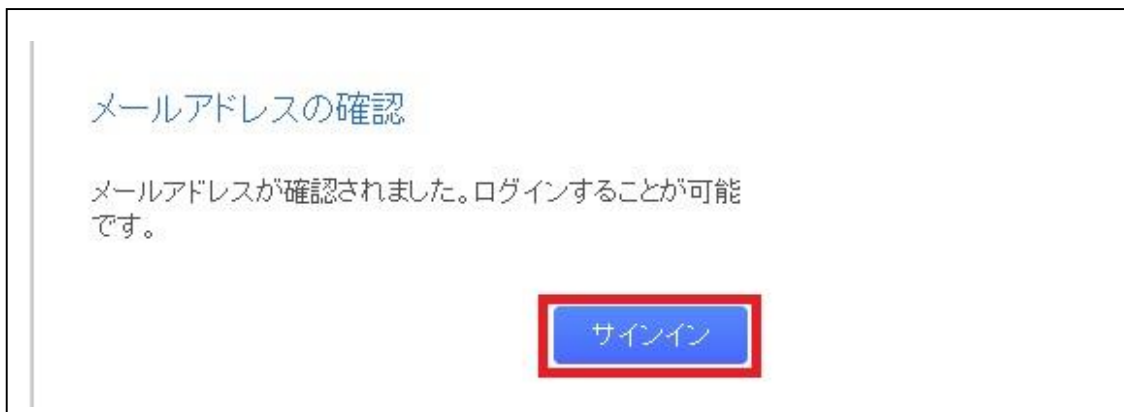 メールアドレスの確認
メールアドレスが確認されました。ログインすることが可能
です。
サインイン